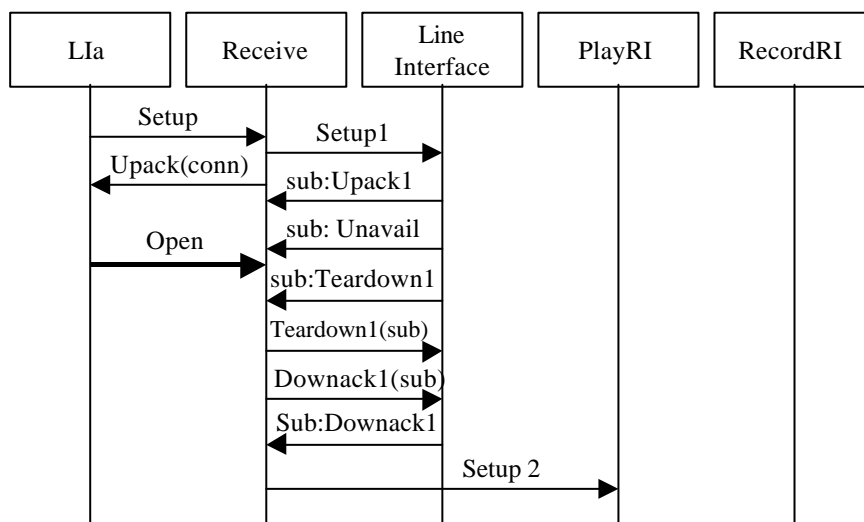 LIa
Receive
Line
Interface
PlayRI
RecordRI
Setup
Setup1
Upack(conn)
sub:Upack1
sub: Unavail
Open
sub:Teardown1
Teardown1(sub)
Downack1(sub)
Sub:Downack1
Setup 2